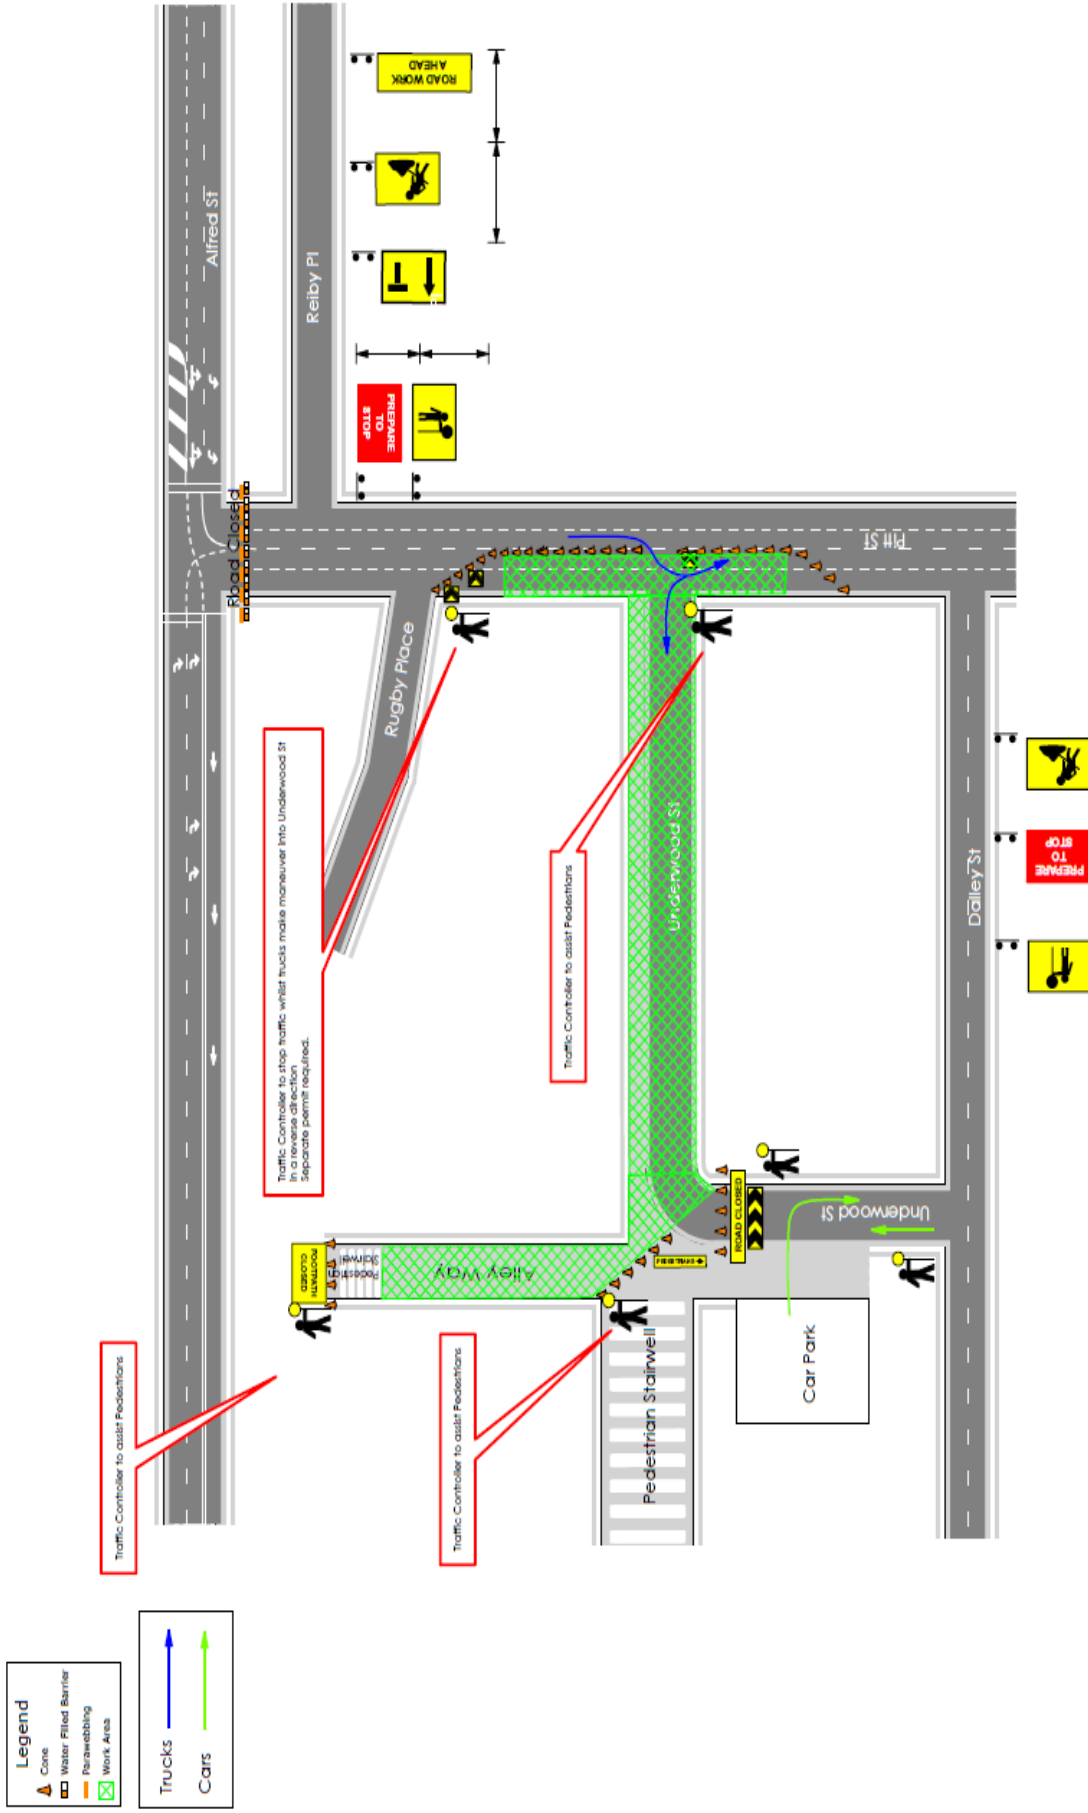 Legend
Cone
Water Filled Barrier
Parawebbing
Work Area
Trucks
Cars
Traffic Controller to assist Pedestrians
Traffic Controller to assist Pedestrians
Traffic Controller to stop traffic whilst trucks make maneuver into Underwood St
in a reverse direction
Separate permit required.
Traffic Controller to assist Pedestrians
Alfred St
Road Closed
Reiby Pl
ROAD WORK
AHEAD
PREPARE
TO
STOP
Rugby Place
Pitt St
Underwood St
FOOTPATH
CLOSED
Pedestrian
Stairwell
Alley Way
PEDESTRIANS
ROAD CLOSED
Underwood St
Pedestrian Stairwell
Car Park
Dalley St
PREPARE
TO
STOP